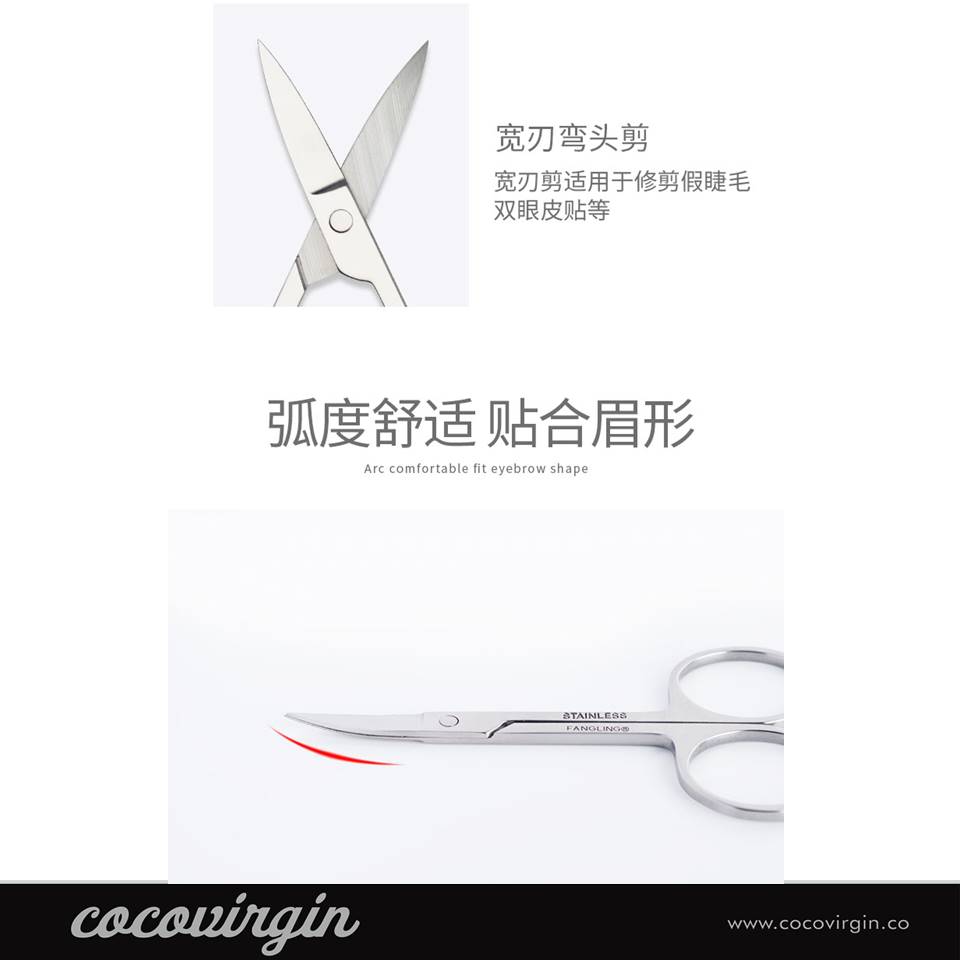 宽刃弯头剪
宽刃剪适用于修剪假睫毛
双眼皮贴等
弧度舒适 贴合眉形
Arc comfortable fit eyebrow shape
STAINLESS
FANGLING®
cocovirgin
www.cocovirgin.co